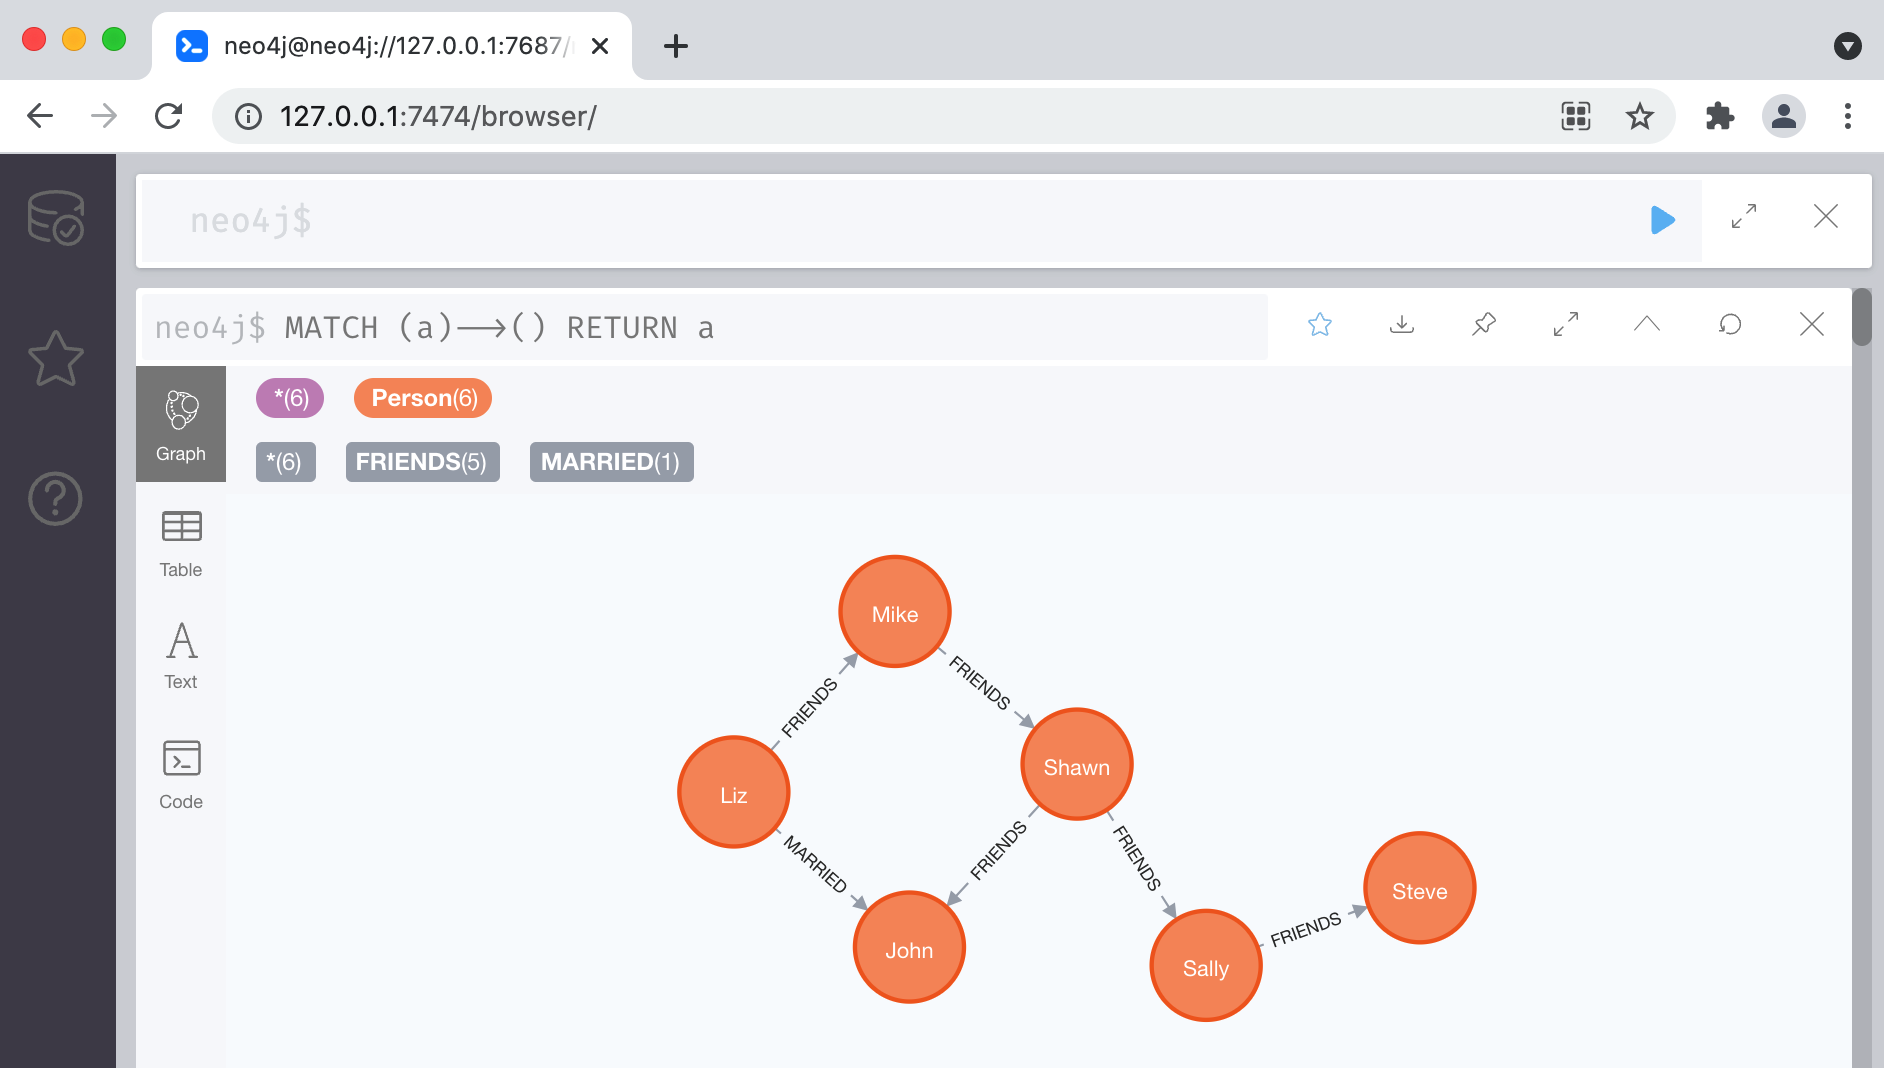 neo4j@neo4j://127.0.0.1:7687/
127.0.0.1:7474/browser/
neo4j$
neo4j$ MATCH (a)-->() RETURN a
*(6) Person(6)
*(6) FRIENDS(5) MARRIED(1)
Graph
Table
Text
Code
Mike
FRIENDS
FRIENDS
Shawn
Liz
MARRIED
FRIENDS
FRIENDS
Steve
FRIENDS
John
Sally